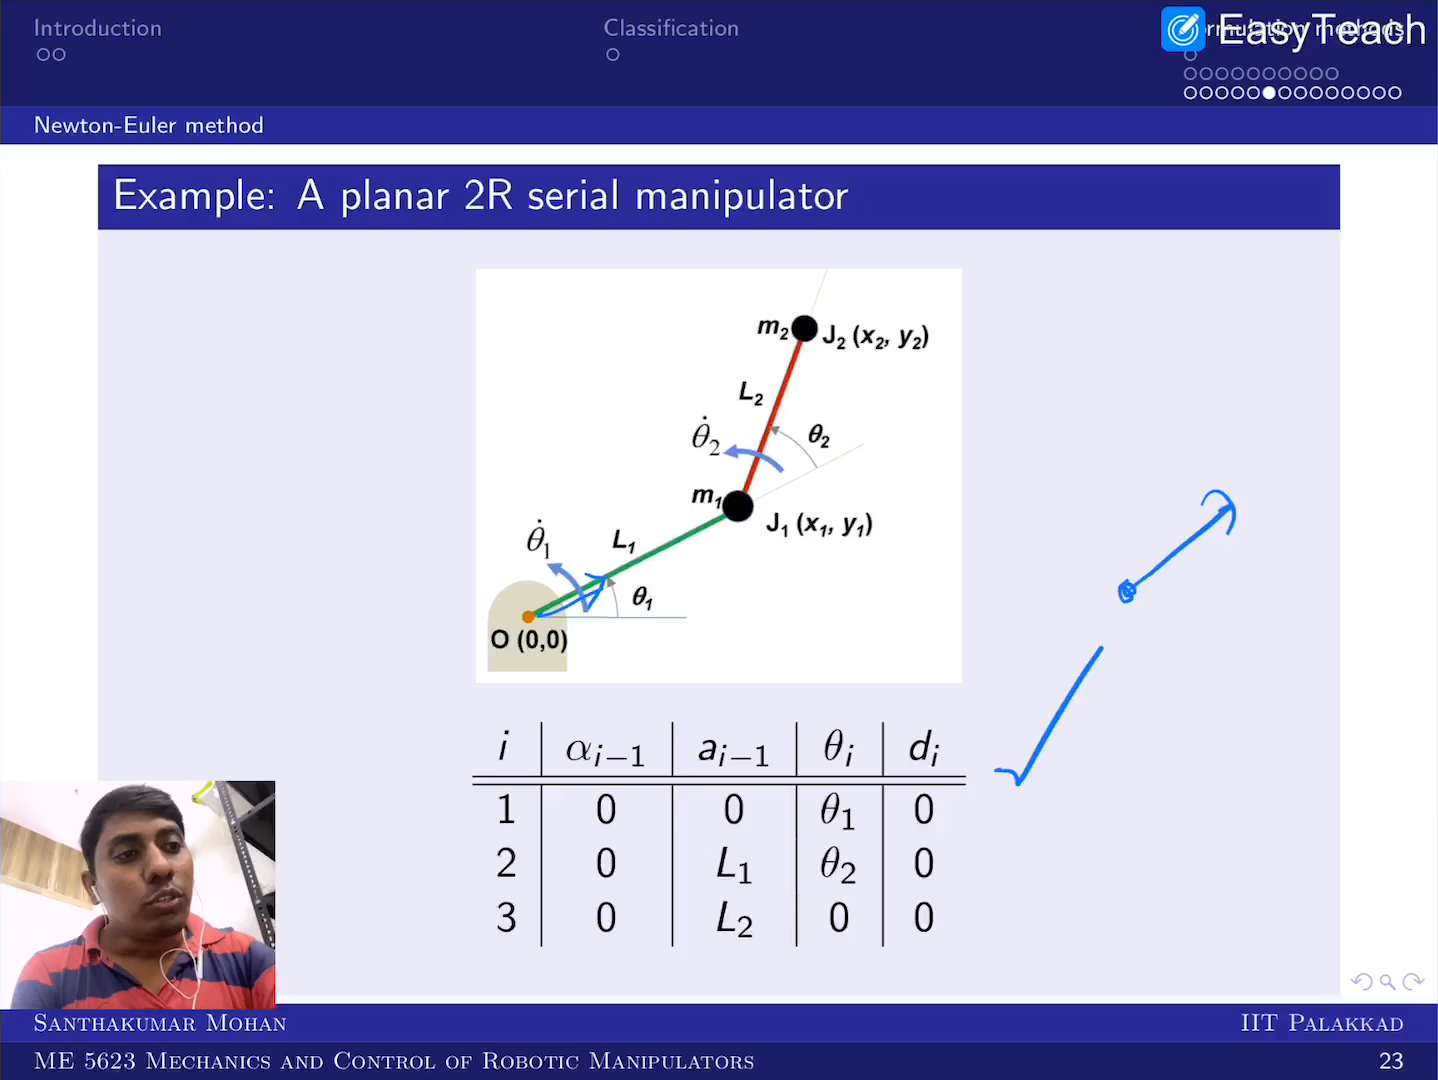 Introduction
Classification
Formulation methods
EasyTeach
Newton-Euler method
Example: A planar 2R serial manipulator
m₂ J₂ (x₂, y₂)
L₂
θ̇₂ θ₂
m₁
J₁ (x₁, y₁)
θ̇₁ L₁
θ₁
O (0,0)
i αᵢ₋₁ aᵢ₋₁ θᵢ dᵢ
1 0 0 θ₁ 0
2 0 L₁ θ₂ 0
3 0 L₂ 0 0
Santhakumar Mohan IIT Palakkad
ME 5623 Mechanics and Control of Robotic Manipulators 23